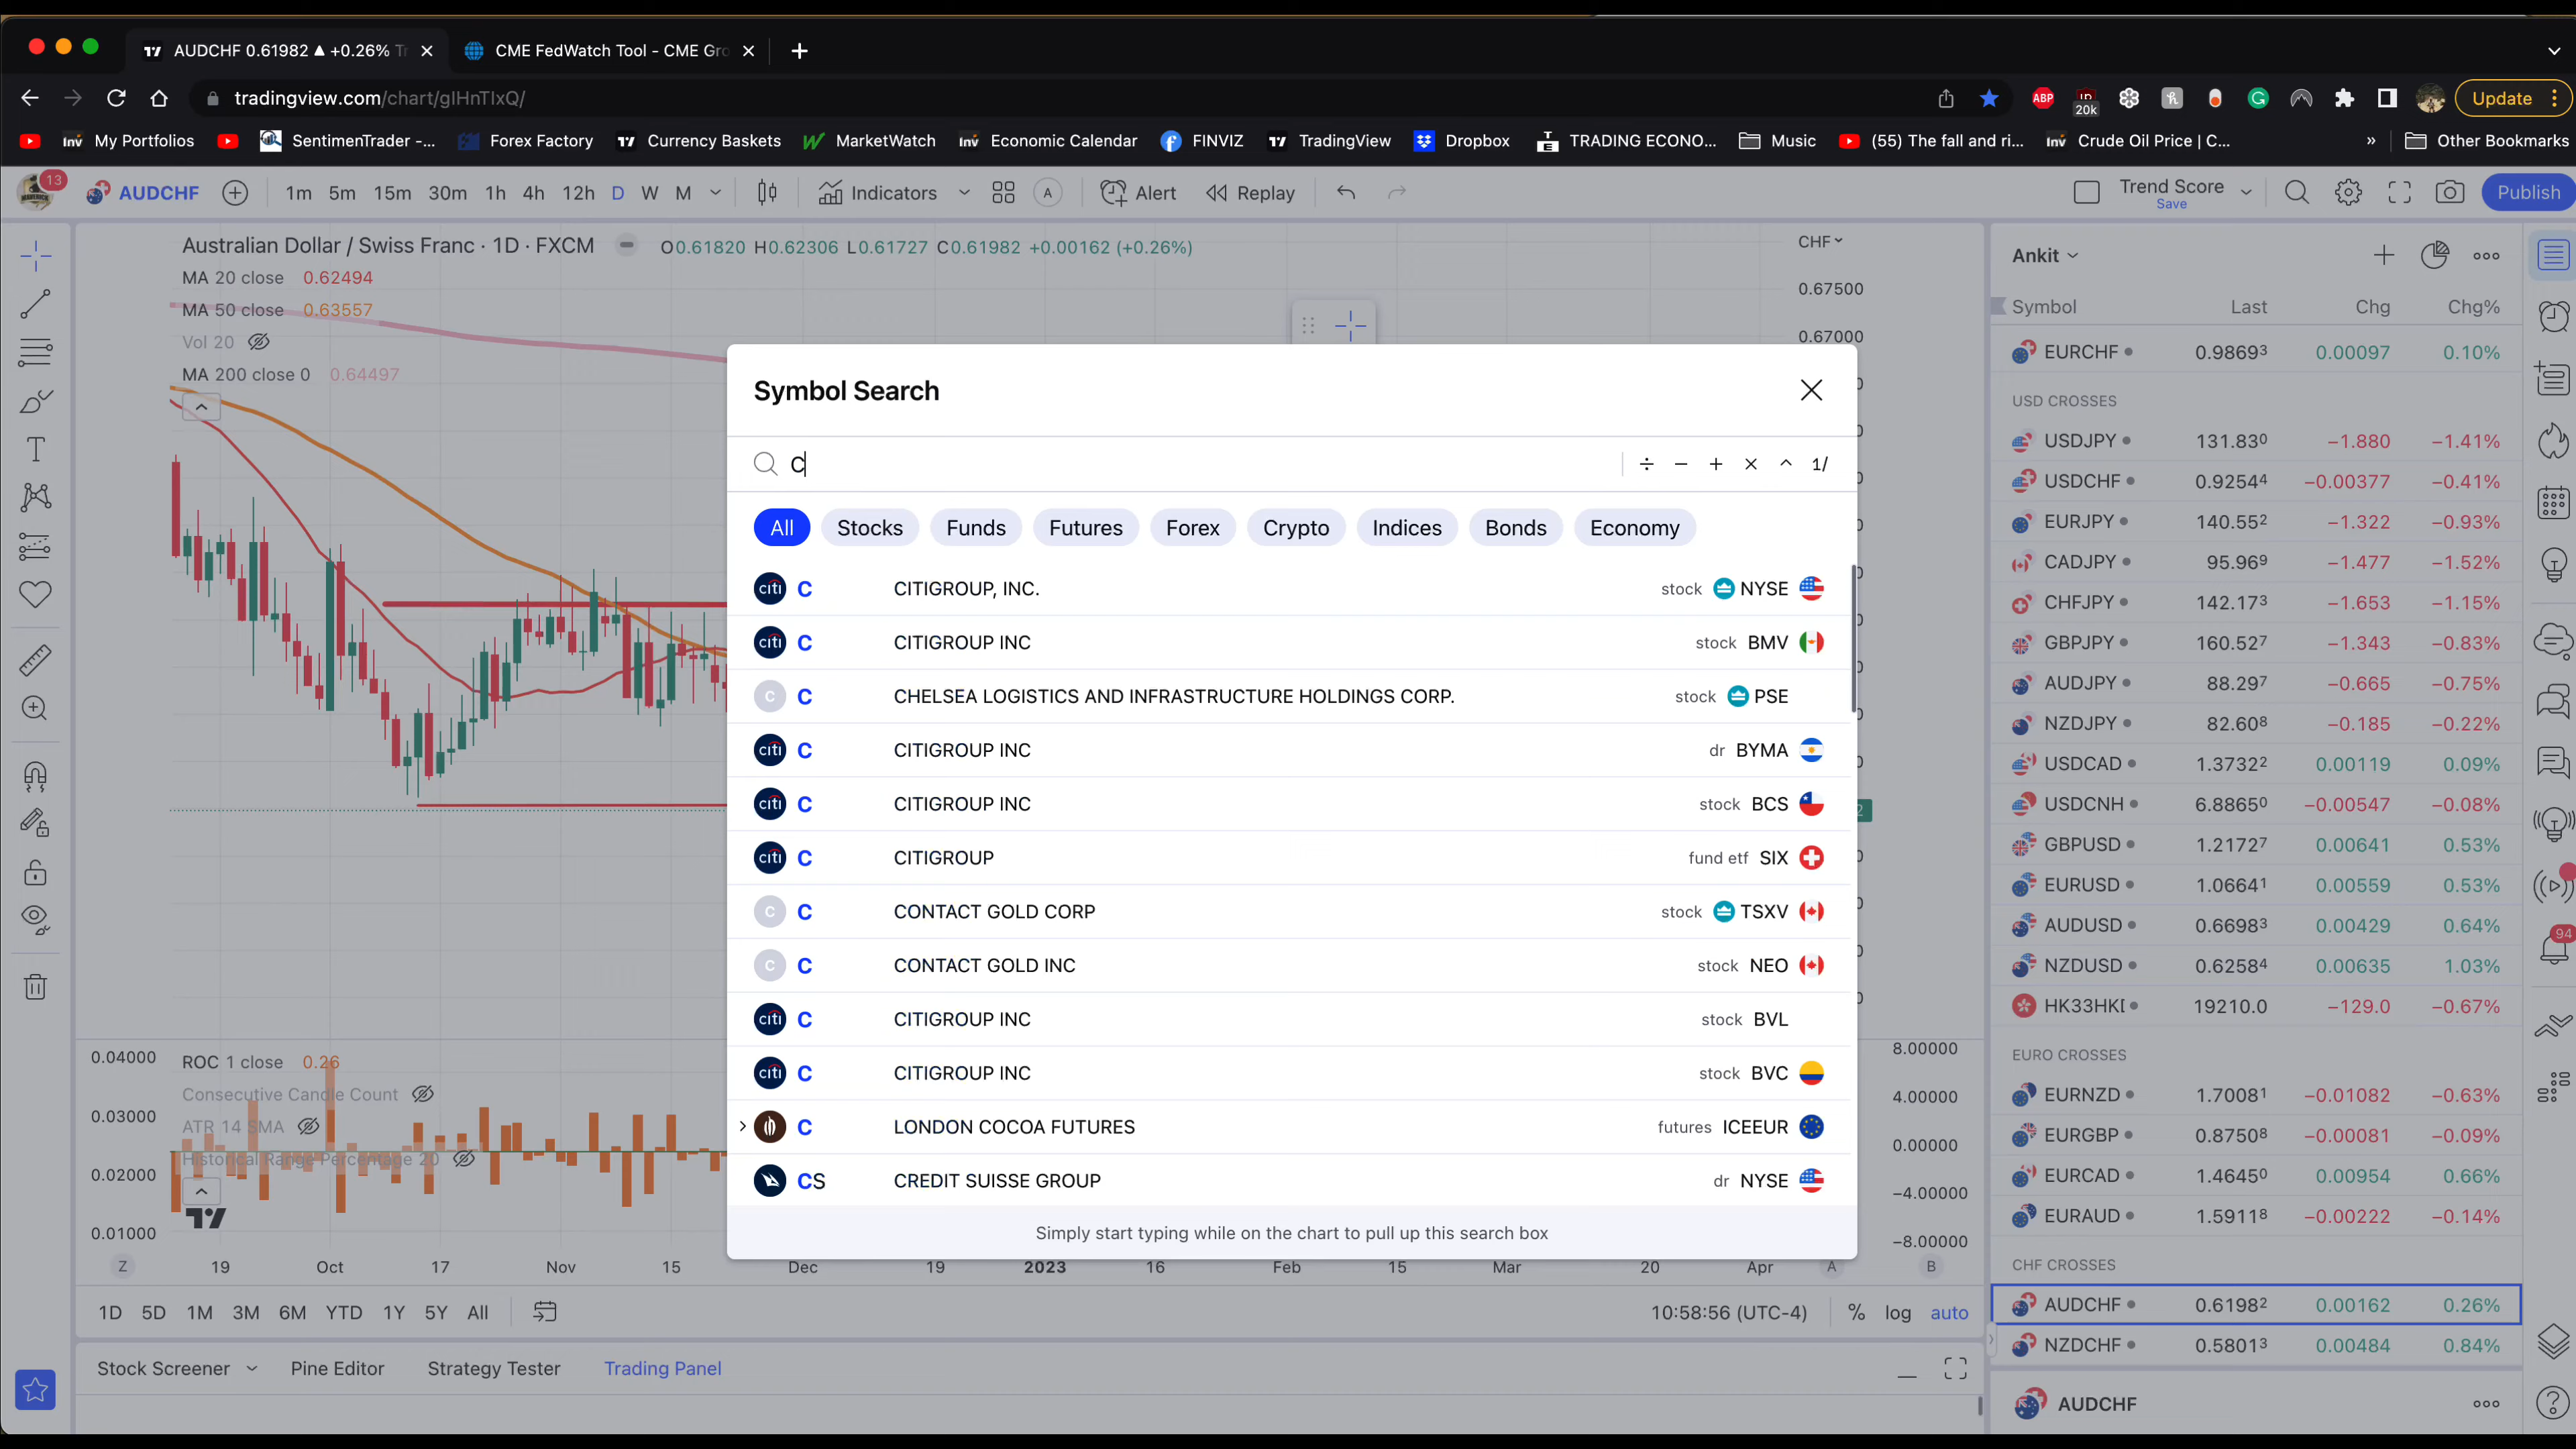 AUDCHF 0.61982 ▲ +0.26% Tr
CME FedWatch Tool - CME Gro
tradingview.com/chart/gIHnTIxQ/
ABP
20k
Update
My Portfolios
SentimenTrader -...
Forex Factory
Currency Baskets
MarketWatch
Inv Economic Calendar
FINVIZ
TradingView
Dropbox
TRADING ECONO...
Music
(55) The fall and ri...
Inv Crude Oil Price | C...
»
Other Bookmarks
13
AUDCHF
1m 5m 15m 30m 1h 4h 12h D W M
Indicators
A
Alert
Replay
Trend Score
Save
Publish
Australian Dollar / Swiss Franc · 1D · FXCM
O0.61820 H0.62306 L0.61727 C0.61982 +0.00162 (+0.26%)
MA 20 close 0.62494
MA 50 close 0.63557
Vol 20
MA 200 close 0 0.64497
CHF
0.67500
0.67000
Symbol Search
C
÷ − + × ^ 1/
All Stocks Funds Futures Forex Crypto Indices Bonds Economy
citi C CITIGROUP, INC. stock NYSE
citi C CITIGROUP INC stock BMV
C C CHELSEA LOGISTICS AND INFRASTRUCTURE HOLDINGS CORP. stock PSE
citi C CITIGROUP INC dr BYMA
citi C CITIGROUP INC stock BCS
citi C CITIGROUP fund etf SIX
C C CONTACT GOLD CORP stock TSXV
C C CONTACT GOLD INC stock NEO
citi C CITIGROUP INC stock BVL
citi C CITIGROUP INC stock BVC
C LONDON COCOA FUTURES futures ICEEUR
CS CREDIT SUISSE GROUP dr NYSE
Simply start typing while on the chart to pull up this search box
ROC 1 close 0.26
Consecutive Candle Count
ATR 14 SMA
Historical Range Percentage 20
0.04000
0.03000
0.02000
0.01000
8.00000
4.00000
0.00000
−4.00000
−8.00000
Z 19 Oct 17 Nov 15 Dec 19 2023 16 Feb 15 Mar 20 Apr A B
1D 5D 1M 3M 6M YTD 1Y 5Y All
10:58:56 (UTC-4) % log auto
Stock Screener Pine Editor Strategy Tester Trading Panel
Ankit
Symbol Last Chg Chg%
EURCHF 0.98693 0.00097 0.10%
USD CROSSES
USDJPY 131.830 −1.880 −1.41%
USDCHF 0.92544 −0.00377 −0.41%
EURJPY 140.552 −1.322 −0.93%
CADJPY 95.969 −1.477 −1.52%
CHFJPY 142.173 −1.653 −1.15%
GBPJPY 160.527 −1.343 −0.83%
AUDJPY 88.297 −0.665 −0.75%
NZDJPY 82.608 −0.185 −0.22%
USDCAD 1.37322 0.00119 0.09%
USDCNH 6.88650 −0.00547 −0.08%
GBPUSD 1.21727 0.00641 0.53%
EURUSD 1.06641 0.00559 0.53%
AUDUSD 0.66983 0.00429 0.64%
NZDUSD 0.62584 0.00635 1.03%
HK33HK 19210.0 −129.0 −0.67%
EURO CROSSES
EURNZD 1.70081 −0.01082 −0.63%
EURGBP 0.87508 −0.00081 −0.09%
EURCAD 1.46450 0.00954 0.66%
EURAUD 1.59118 −0.00222 −0.14%
CHF CROSSES
AUDCHF 0.61982 0.00162 0.26%
NZDCHF 0.58013 0.00484 0.84%
AUDCHF
94